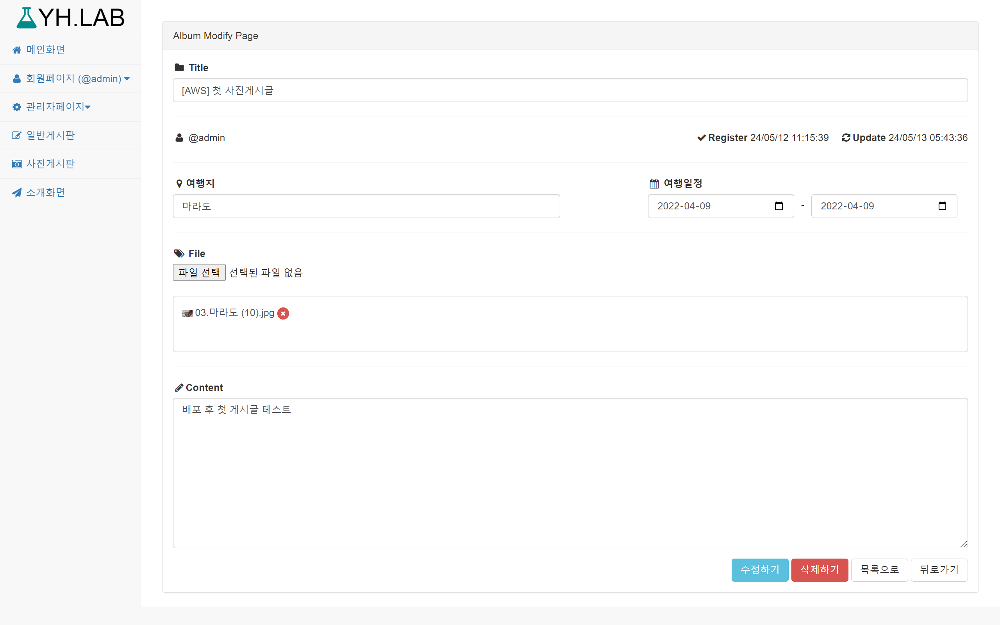 YH.LAB
메인화면
회원페이지 (@admin)
관리자페이지
일반게시판
사진게시판
소개화면
Album Modify Page
Title
[AWS] 첫 사진게시글
@admin
Register 24/05/12 11:15:39 Update 24/05/13 05:43:36
여행지
마라도
여행일정
2022-04-09 - 2022-04-09
File
파일 선택 선택된 파일 없음
03.마라도 (10).jpg
Content
배포 후 첫 게시글 테스트
수정하기 삭제하기 목록으로 뒤로가기